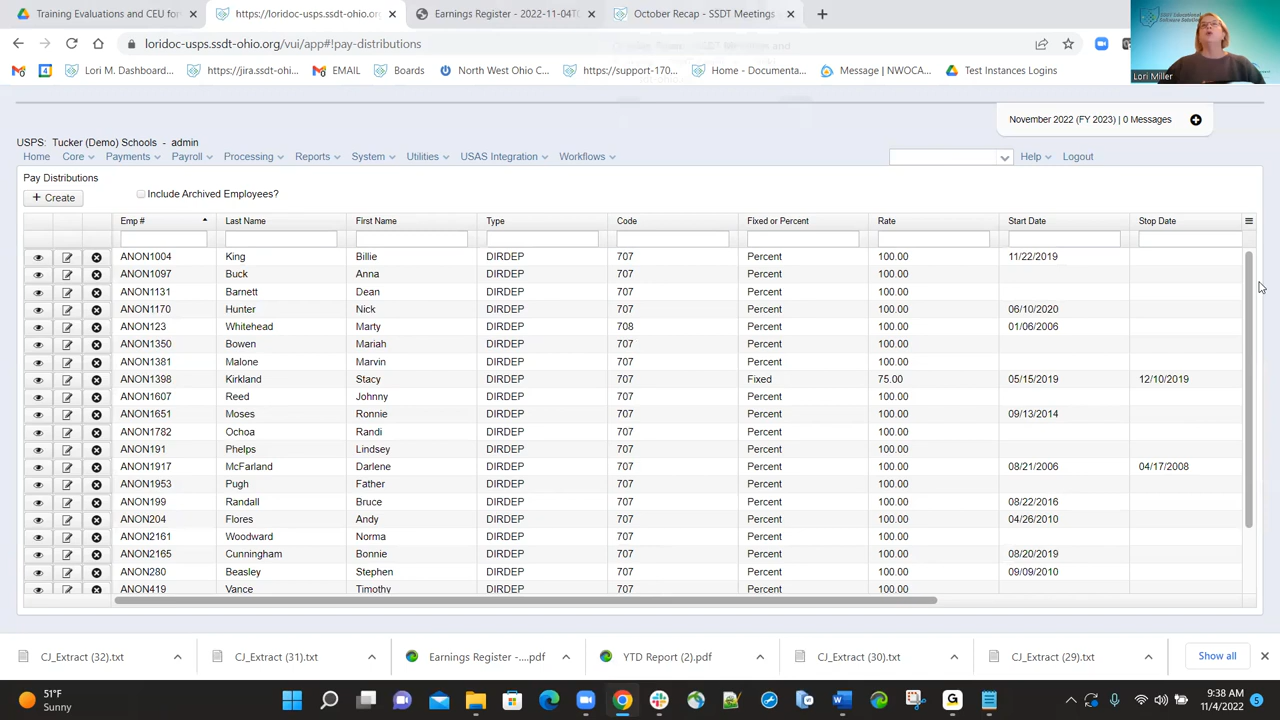 Training Evaluations and CEU for
https://loridoc-usps.ssdt-ohio.org
Earnings Register - 2022-11-04T
October Recap - SSDT Meetings
loridoc-usps.ssdt-ohio.org/vui/app#!pay-distributions
Lori M. Dashboard...
https://jira.ssdt-ohi...
EMAIL
Boards
North West Ohio C...
https://support-170...
Home - Documenta...
Message | NWOCA...
Test Instances Logins
Lori Miller
November 2022 (FY 2023) | 0 Messages
USPS: Tucker (Demo) Schools - admin
Home Core Payments Payroll Processing Reports System Utilities USAS Integration Workflows Help Logout
Pay Distributions
+ Create Include Archived Employees?
Emp # Last Name First Name Type Code Fixed or Percent Rate Start Date Stop Date
ANON1004 King Billie DIRDEP 707 Percent 100.00 11/22/2019
ANON1097 Buck Anna DIRDEP 707 Percent 100.00
ANON1131 Barnett Dean DIRDEP 707 Percent 100.00
ANON1170 Hunter Nick DIRDEP 707 Percent 100.00 06/10/2020
ANON123 Whitehead Marty DIRDEP 708 Percent 100.00 01/06/2006
ANON1350 Bowen Mariah DIRDEP 707 Percent 100.00
ANON1381 Malone Marvin DIRDEP 707 Percent 100.00
ANON1398 Kirkland Stacy DIRDEP 707 Fixed 75.00 05/15/2019 12/10/2019
ANON1607 Reed Johnny DIRDEP 707 Percent 100.00
ANON1651 Moses Ronnie DIRDEP 707 Percent 100.00 09/13/2014
ANON1782 Ochoa Randi DIRDEP 707 Percent 100.00
ANON191 Phelps Lindsey DIRDEP 707 Percent 100.00
ANON1917 McFarland Darlene DIRDEP 707 Percent 100.00 08/21/2006 04/17/2008
ANON1953 Pugh Father DIRDEP 707 Percent 100.00
ANON199 Randall Bruce DIRDEP 707 Percent 100.00 08/22/2016
ANON204 Flores Andy DIRDEP 707 Percent 100.00 04/26/2010
ANON2161 Woodward Norma DIRDEP 707 Percent 100.00
ANON2165 Cunningham Bonnie DIRDEP 707 Percent 100.00 08/20/2019
ANON280 Beasley Stephen DIRDEP 707 Percent 100.00 09/09/2010
ANON419 Vance Timothy DIRDEP 707 Percent 100.00
CJ_Extract (32).txt
CJ_Extract (31).txt
Earnings Register -....pdf
YTD Report (2).pdf
CJ_Extract (30).txt
CJ_Extract (29).txt
Show all
51°F
Sunny
9:38 AM
11/4/2022
5